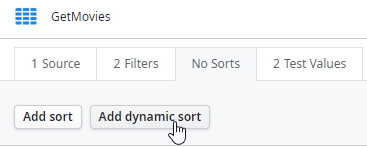 GetMovies
1 Source 2 Filters No Sorts 2 Test Values
Add sort Add dynamic sort